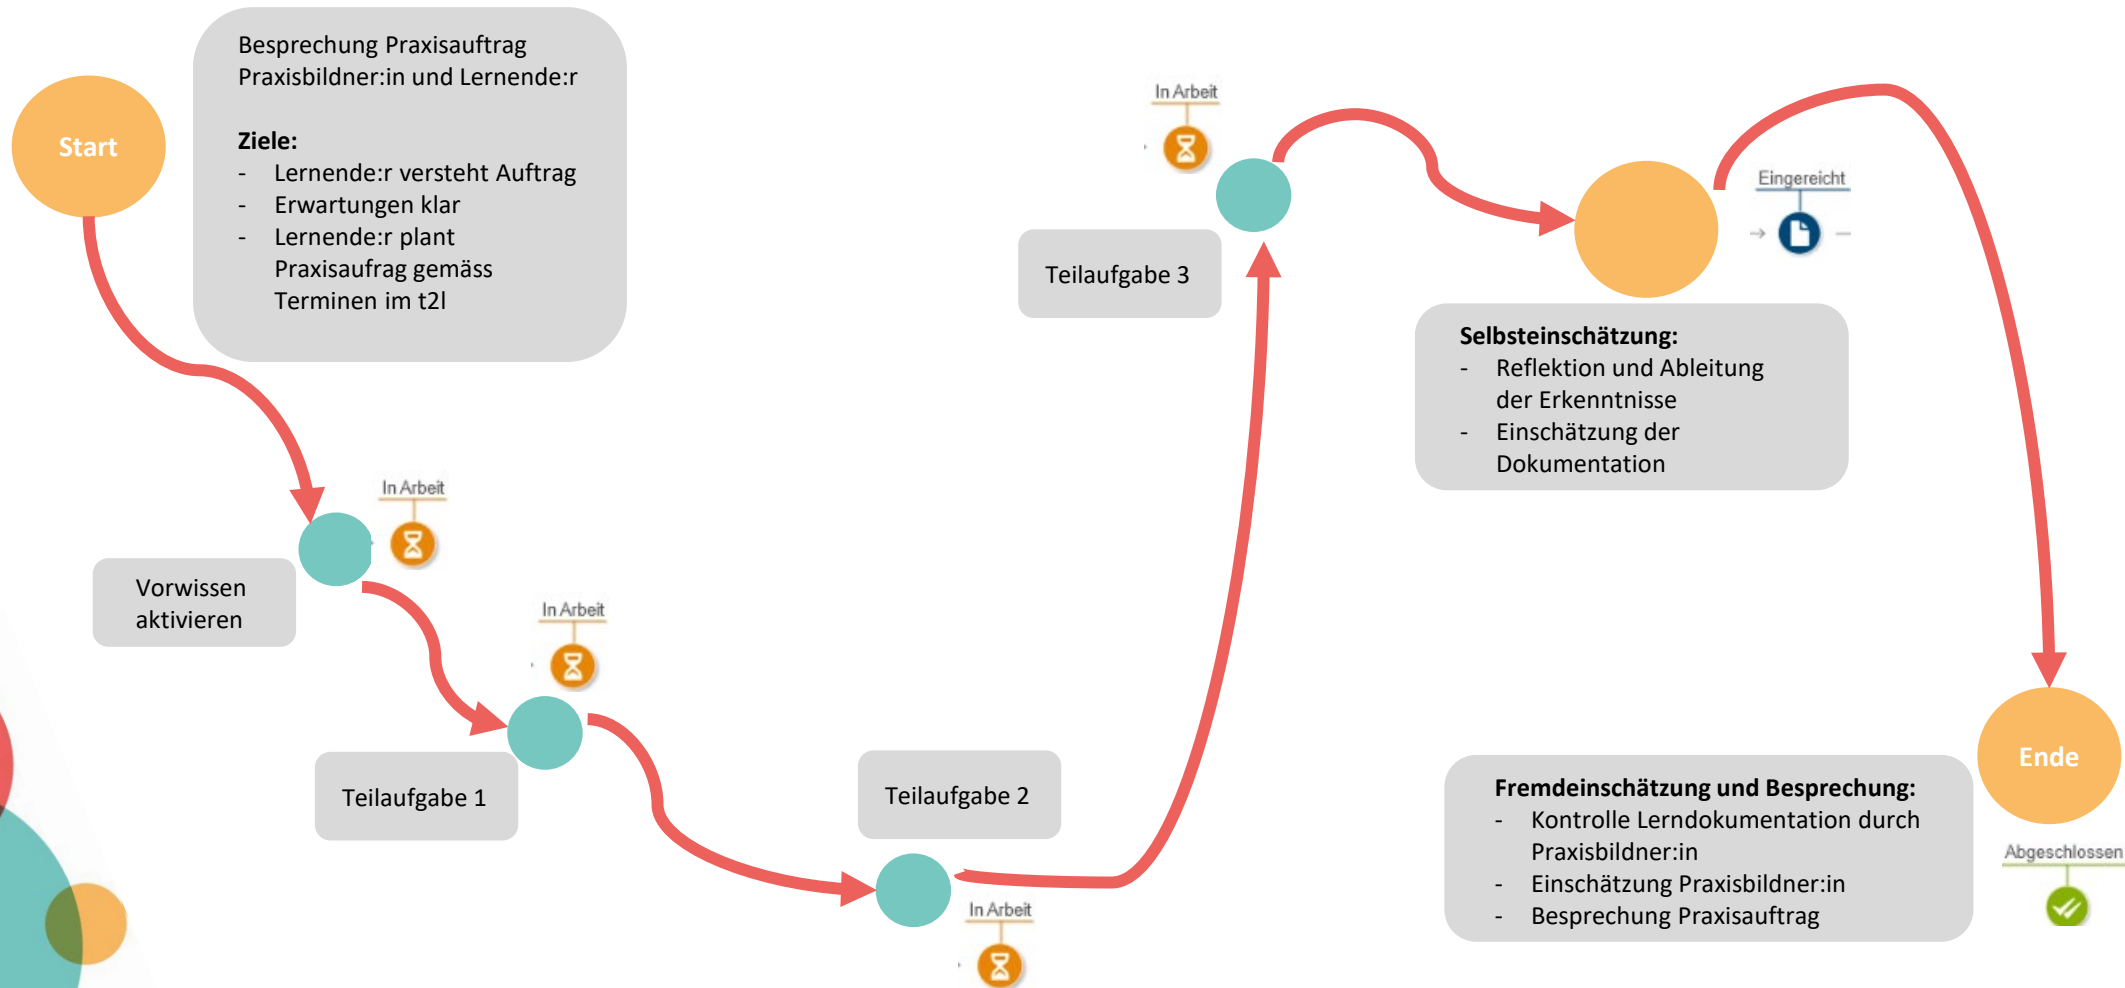 Start
Besprechung Praxisauftrag
Praxisbildner:in und Lernende:r
Ziele:
- Lernende:r versteht Auftrag
- Erwartungen klar
- Lernende:r plant
Praxisaufrag gemäss
Terminen im t2l
In Arbeit
Vorwissen
aktivieren
In Arbeit
Teilaufgabe 1
Teilaufgabe 2
In Arbeit
In Arbeit
Teilaufgabe 3
Eingereicht
Selbsteinschätzung:
- Reflektion und Ableitung
der Erkenntnisse
- Einschätzung der
Dokumentation
Ende
Fremdeinschätzung und Besprechung:
- Kontrolle Lerndokumentation durch
Praxisbildner:in
- Einschätzung Praxisbildner:in
- Besprechung Praxisauftrag
Abgeschlossen